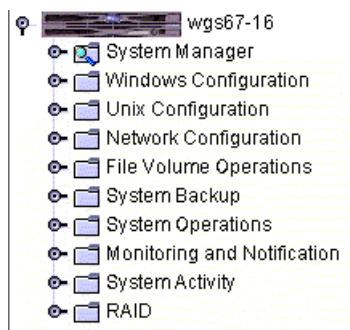 wgs67-16
System Manager
Windows Configuration
Unix Configuration
Network Configuration
File Volume Operations
System Backup
System Operations
Monitoring and Notification
System Activity
RAID